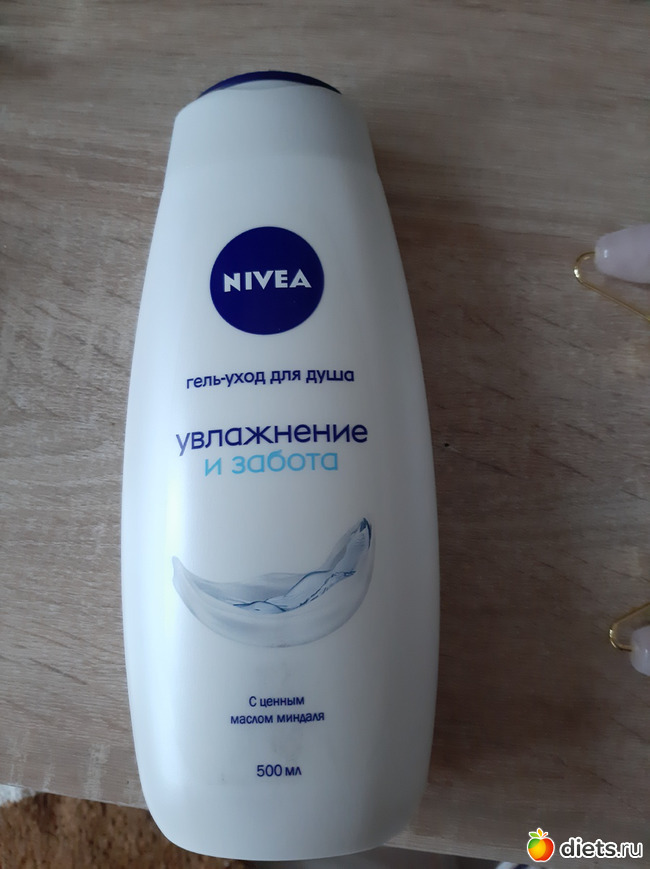 NIVEA
гель-уход для душа
увлажнение
и забота
С ценным
маслом миндаля
500 мл
diets.ru